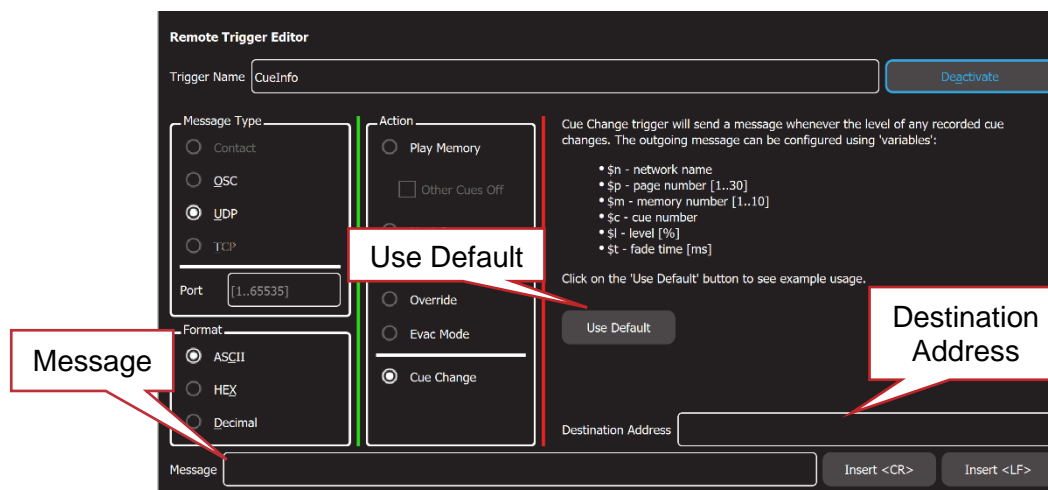 Remote Trigger Editor
Trigger Name CueInfo Deactivate
Message Type
Contact
OSC
UDP
TCP
Port [1..65535]
Format
ASCII
HEX
Decimal
Action
Play Memory
Other Cues Off
Override
Evac Mode
Cue Change
Cue Change trigger will send a message whenever the level of any recorded cue
changes. The outgoing message can be configured using 'variables':
• $n - network name
• $p - page number [1..30]
• $m - memory number [1..10]
• $c - cue number
• $l - level [%]
• $t - fade time [ms]
Click on the 'Use Default' button to see example usage.
Use Default
Use Default
Destination
Address
Message
Destination Address
Message Insert <CR> Insert <LF>